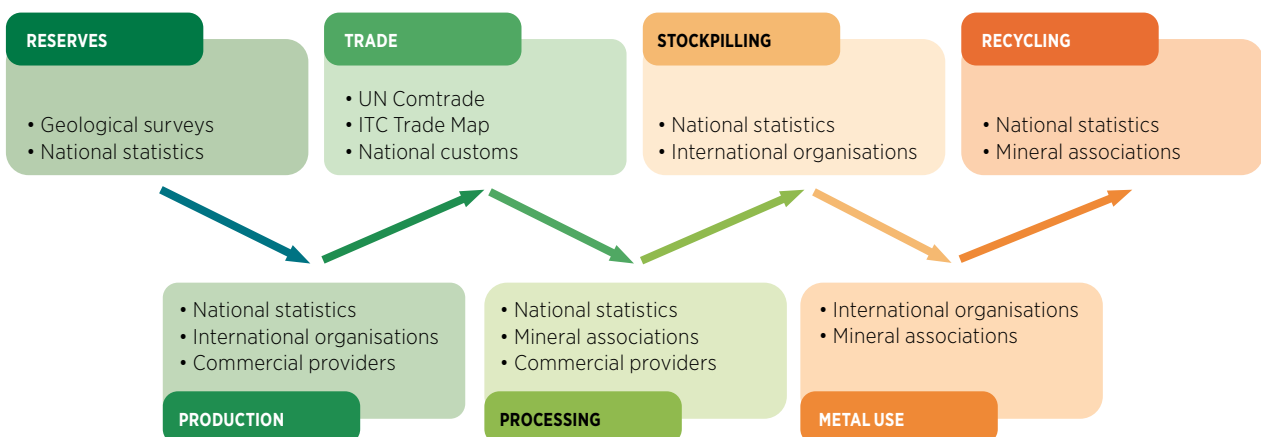 RESERVES
• Geological surveys
• National statistics
TRADE
• UN Comtrade
• ITC Trade Map
• National customs
STOCKPILLING
• National statistics
• International organisations
RECYCLING
• National statistics
• Mineral associations
• National statistics
• International organisations
• Commercial providers
PRODUCTION
• National statistics
• Mineral associations
• Commercial providers
PROCESSING
• International organisations
• Mineral associations
METAL USE